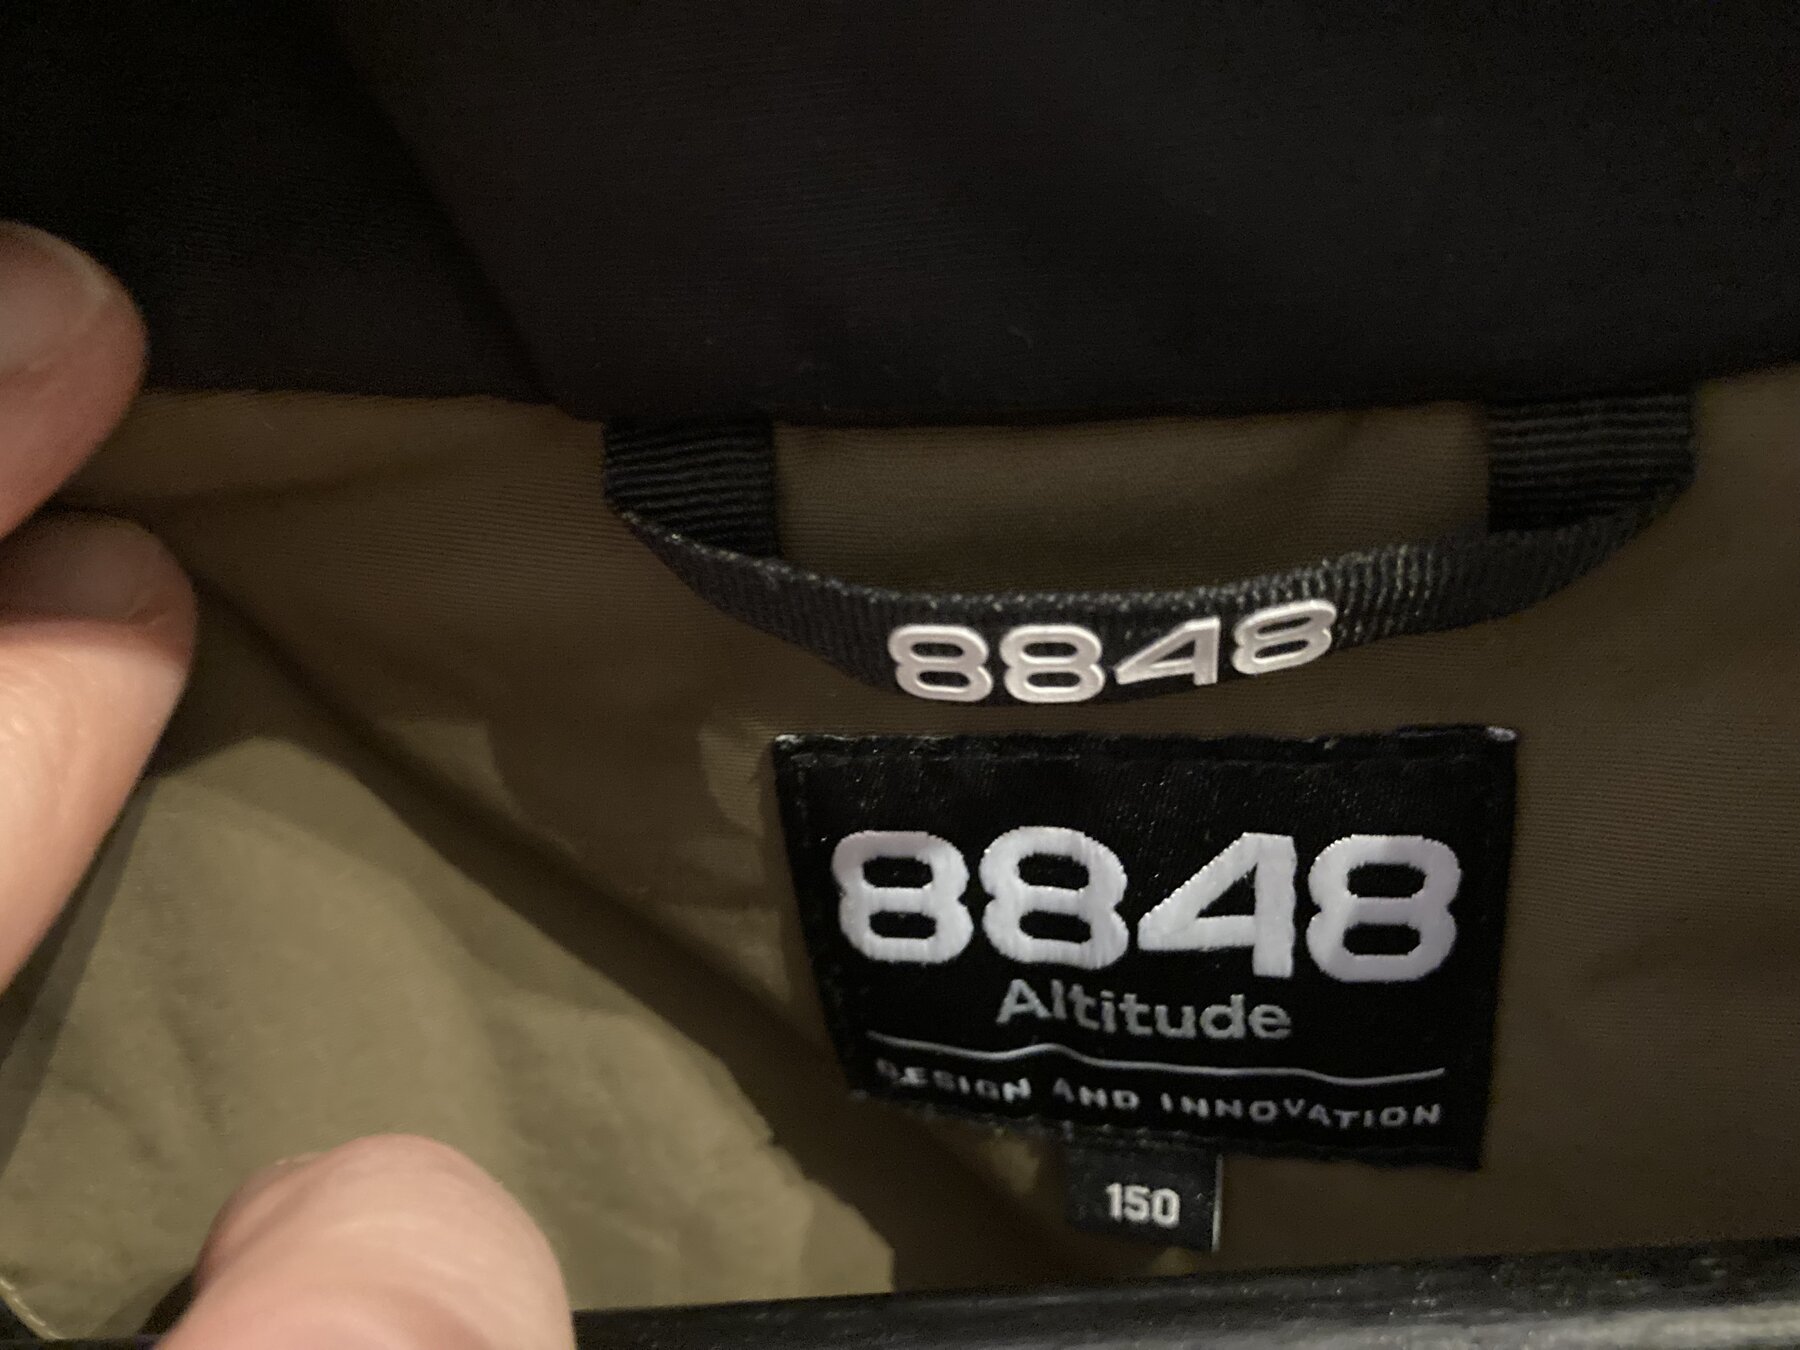 8848
8848
Altitude
DESIGN AND INNOVATION
150